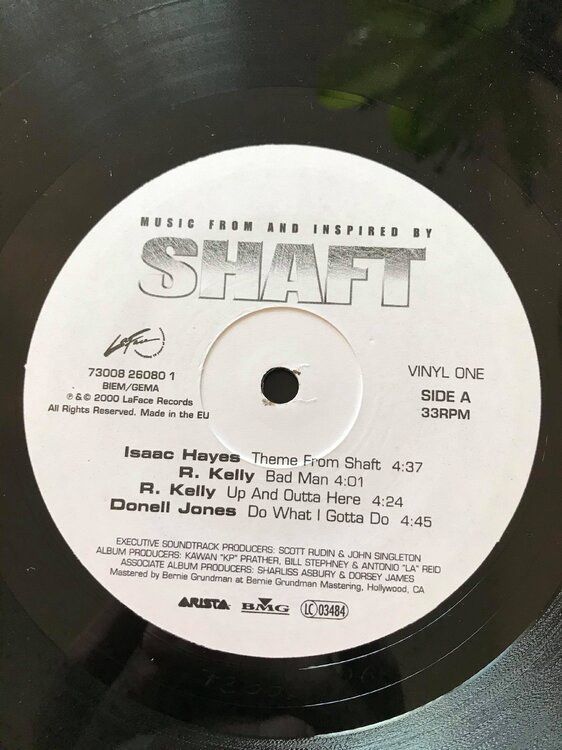 MUSIC FROM AND INSPIRED BY
SHAFT
LaFace
73008 26080 1
BIEM/GEMA
℗ & © 2000 LaFace Records
All Rights Reserved. Made in the EU
VINYL ONE
SIDE A
33RPM
Isaac Hayes Theme From Shaft 4:37
R. Kelly Bad Man 4:01
R. Kelly Up And Outta Here 4:24
Donell Jones Do What I Gotta Do 4:45
EXECUTIVE SOUNDTRACK PRODUCERS: SCOTT RUDIN & JOHN SINGLETON
ALBUM PRODUCERS: KAWAN "KP" PRATHER, BILL STEPHNEY & ANTONIO "LA" REID
ASSOCIATE ALBUM PRODUCERS: SHARLISS ASBURY & DORSEY JAMES
Mastered by Bernie Grundman at Bernie Grundman Mastering, Hollywood, CA
ARISTA BMG LC 03484